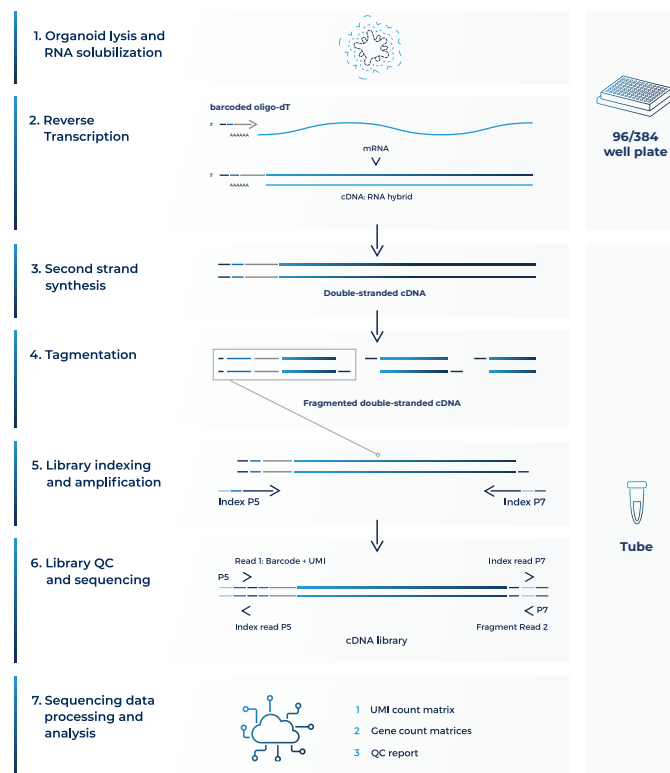 1. Organoid lysis and
RNA solubilization
2. Reverse
Transcription
barcoded oligo-dT
3'
AAAAAA
mRNA
5'
AAAAAA
cDNA: RNA hybrid
96/384
well plate
3. Second strand
synthesis
Double-stranded cDNA
4. Tagmentation
Fragmented double-stranded cDNA
5. Library indexing
and amplification
Index P5
Index P7
6. Library QC
and sequencing
Read 1: Barcode + UMI
Index read P7
P5
P7
Index read P5
Fragment Read 2
cDNA library
Tube
7. Sequencing data
processing and
analysis
1 UMI count matrix
2 Gene count matrices
3 QC report